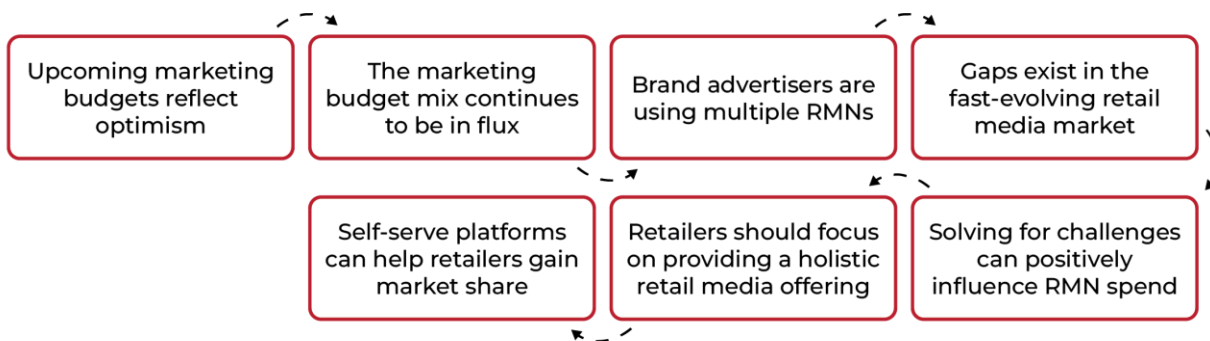 Upcoming marketing
budgets reflect
optimism
The marketing
budget mix continues
to be in flux
Brand advertisers are
using multiple RMNs
Gaps exist in the
fast-evolving retail
media market
Solving for challenges
can positively
influence RMN spend
Retailers should focus
on providing a holistic
retail media offering
Self-serve platforms
can help retailers gain
market share